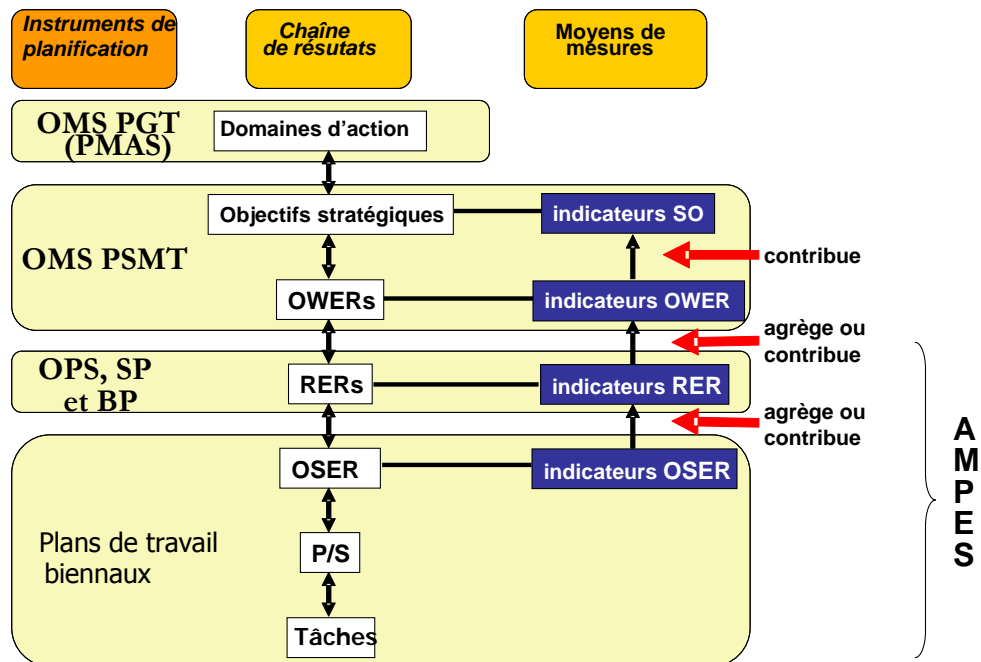 Instruments de
planification
Chaîne
de résutats
Moyens de
mesures
OMS PGT
(PMAS)
Domaines d'action
OMS PSMT
Objectifs stratégiques
indicateurs SO
contribue
OWERs
indicateurs OWER
agrège ou
contribue
OPS, SP
et BP
RERs
indicateurs RER
agrège ou
contribue
OSER
indicateurs OSER
Plans de travail
biennaux
P/S
Tâches
A
M
P
E
S